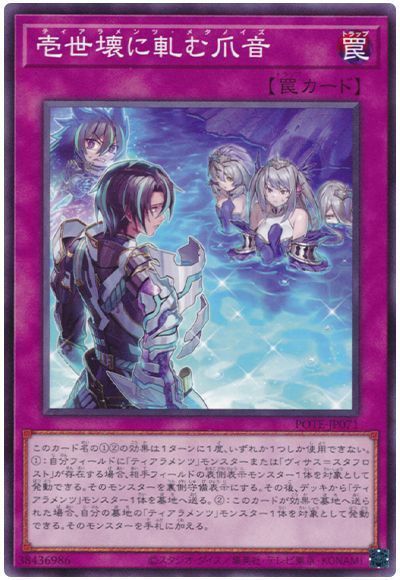 ティアラメンツ・メタノイズ
壱世壊に軋む爪音
トラップ
罠
【罠カード】
POTE-JP071
このカード名の①②の効果は1ターンに1度、いずれか1つしか使用できない。
①:自分フィールドに「ティアラメンツ」モンスターまたは「ヴィサス=スタフロ
スト」が存在する場合、相手フィールドの表側表示モンスター1体を対象として
発動できる。そのモンスターを裏側守備表示にする。その後、デッキから「ティ
アラメンツ」モンスター1体を墓地へ送る。②:このカードが効果で墓地へ送ら
れた場合、自分の墓地の「ティアラメンツ」モンスター1体を対象として発動で
きる。そのモンスターを手札に加える。
38436986
©スタジオ・ダイス/集英社・テレビ東京・KONAMI